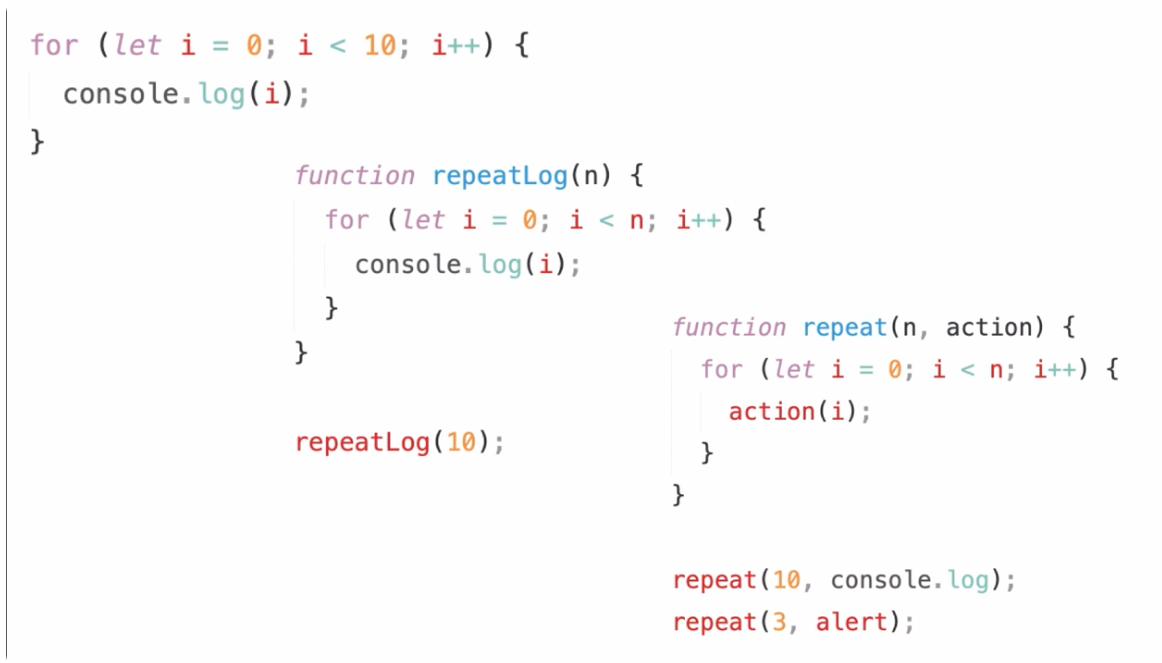 for (let i = 0; i < 10; i++) {
  console.log(i);
}
function repeatLog(n) {
  for (let i = 0; i < n; i++) {
    console.log(i);
  }
}
repeatLog(10);
function repeat(n, action) {
  for (let i = 0; i < n; i++) {
    action(i);
  }
}
repeat(10, console.log);
repeat(3, alert);